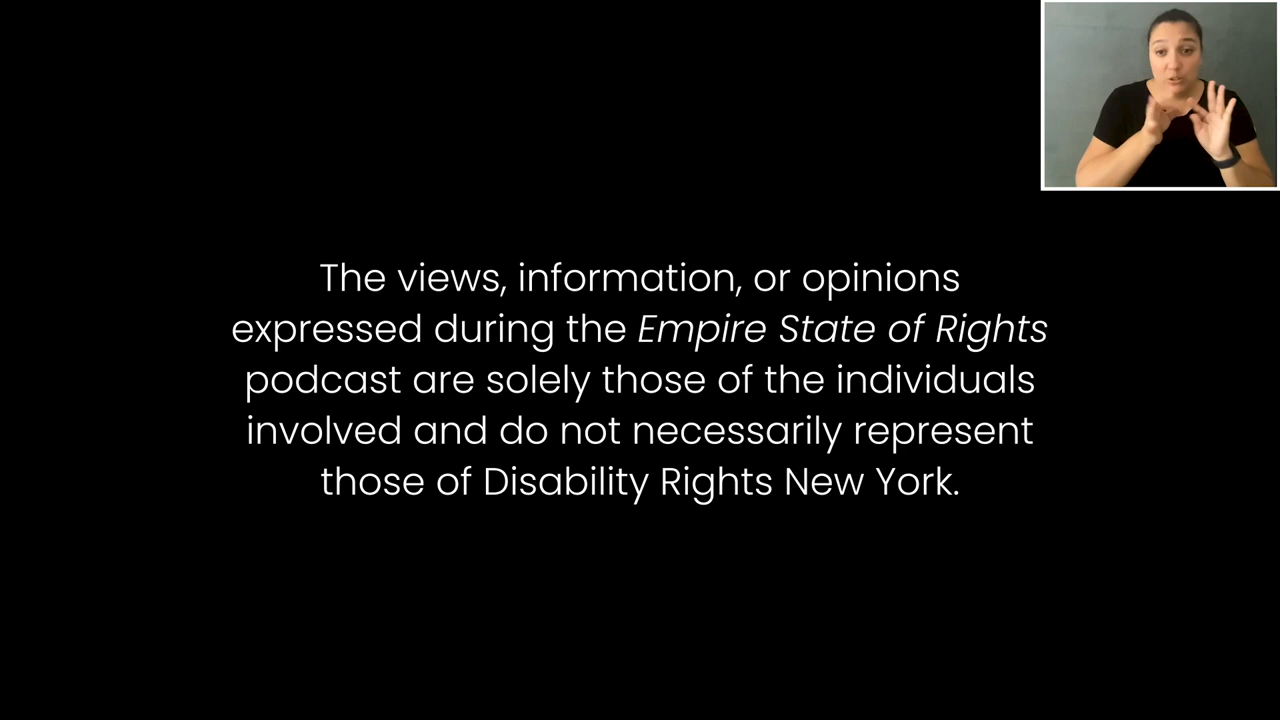 The views, information, or opinions
expressed during the Empire State of Rights
podcast are solely those of the individuals
involved and do not necessarily represent
those of Disability Rights New York.